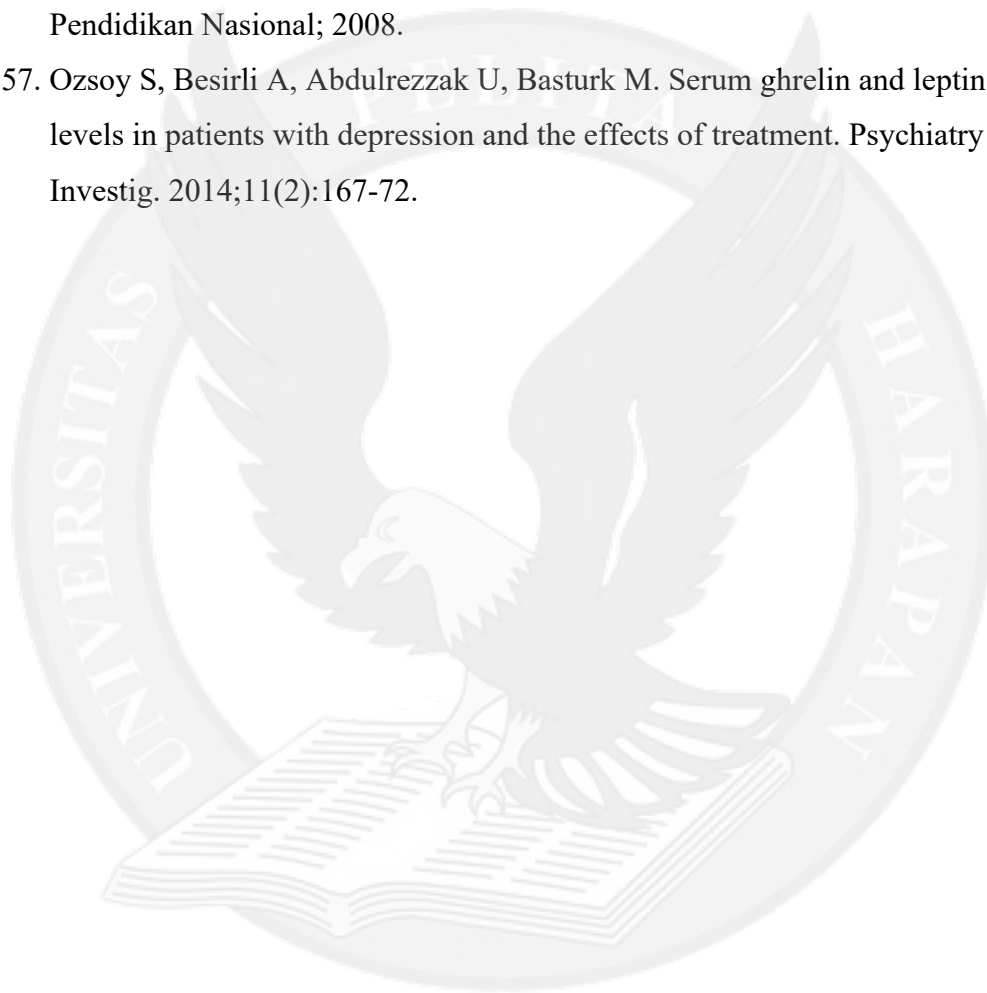 Pendidikan Nasional; 2008.
57. Ozsoy S, Besirli A, Abdulrezzak U, Basturk M. Serum ghrelin and leptin
levels in patients with depression and the effects of treatment. Psychiatry
Investig. 2014;11(2):167-72.
UNIVERSITAS PELITA HARAPAN